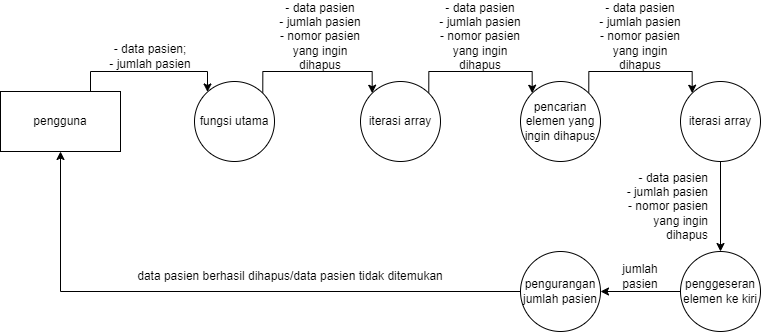 - data pasien
- jumlah pasien
- nomor pasien
yang ingin
dihapus
- data pasien
- jumlah pasien
- nomor pasien
yang ingin
dihapus
- data pasien
- jumlah pasien
- nomor pasien
yang ingin
dihapus
- data pasien;
- jumlah pasien
pengguna
fungsi utama
iterasi array
pencarian
elemen yang
ingin dihapus
iterasi array
- data pasien
- jumlah pasien
- nomor pasien
yang ingin
dihapus
penggeseran
elemen ke kiri
jumlah
pasien
pengurangan
jumlah pasien
data pasien berhasil dihapus/data pasien tidak ditemukan